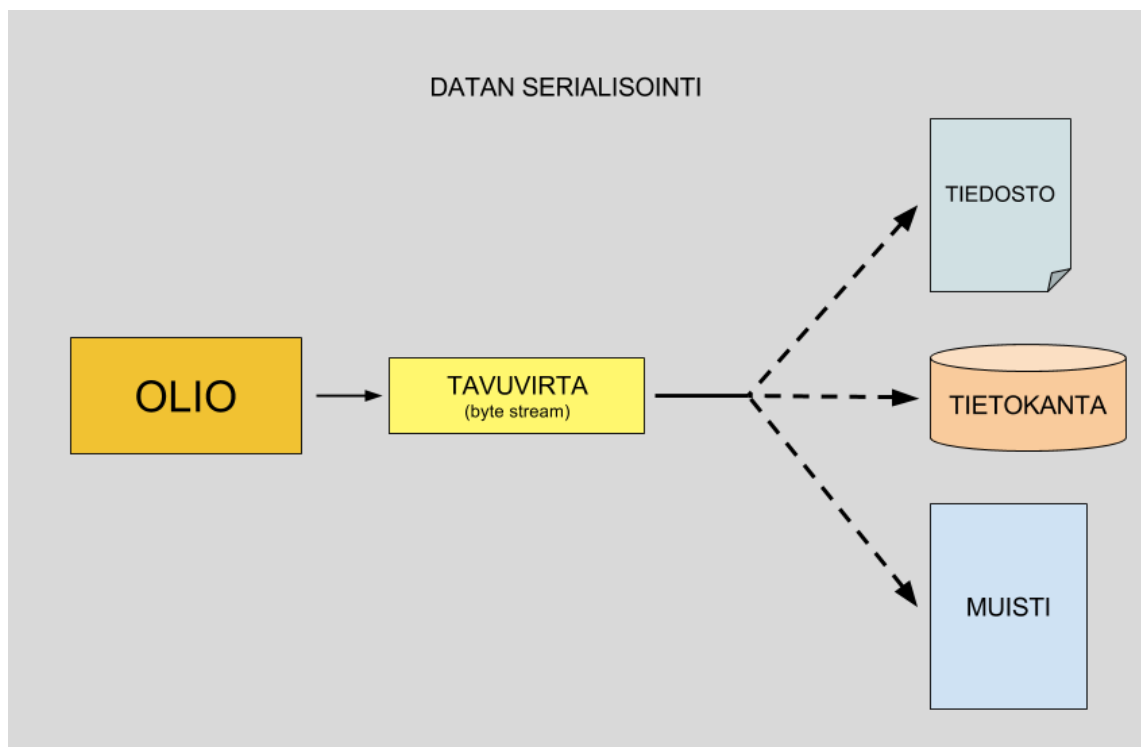 DATAN SERIALISOINTI
OLIO
TAVUVIRTA
(byte stream)
TIEDOSTO
TIETOKANTA
MUISTI